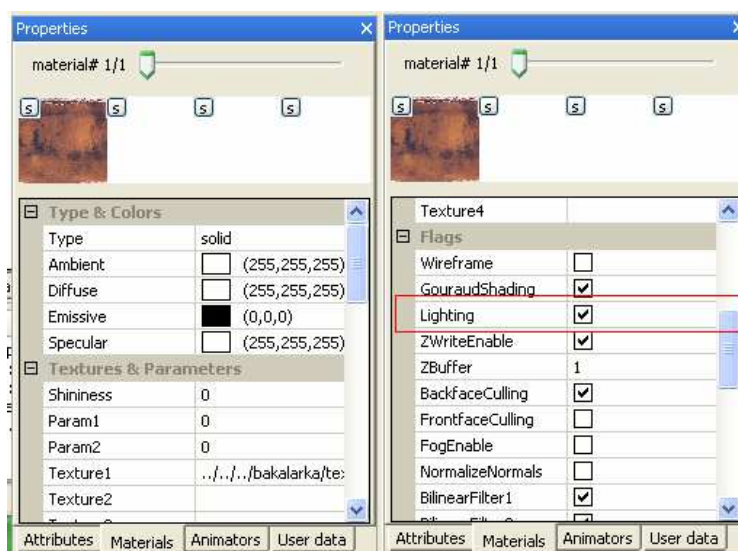 Properties
material# 1/1
s s s s
Type & Colors
Type solid
Ambient (255,255,255)
Diffuse (255,255,255)
Emissive (0,0,0)
Specular (255,255,255)
Textures & Parameters
Shininess 0
Param1 0
Param2 0
Texture1 ../../../bakalarka/te
Texture2
Attributes Materials Animators User data
Properties
material# 1/1
s s s s
Texture4
Flags
Wireframe
GouraudShading
Lighting
ZWriteEnable
ZBuffer 1
BackfaceCulling
FrontfaceCulling
FogEnable
NormalizeNormals
BilinearFilter1
Attributes Materials Animators User data